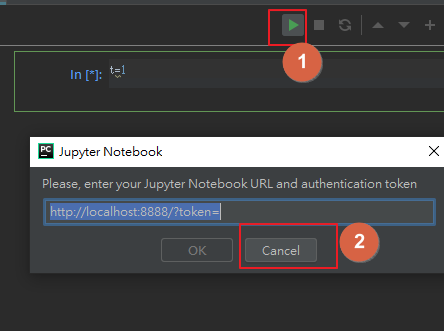 1
In [*]: t=1
PC Jupyter Notebook
Please, enter your Jupyter Notebook URL and authentication token
http://localhost:8888/?token=
OK Cancel
2